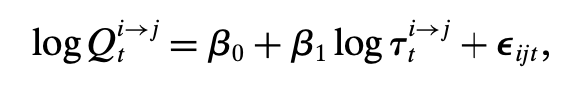 log Q_t^{i→j} = β_0 + β_1 log τ_t^{i→j} + ϵ_{ijt},